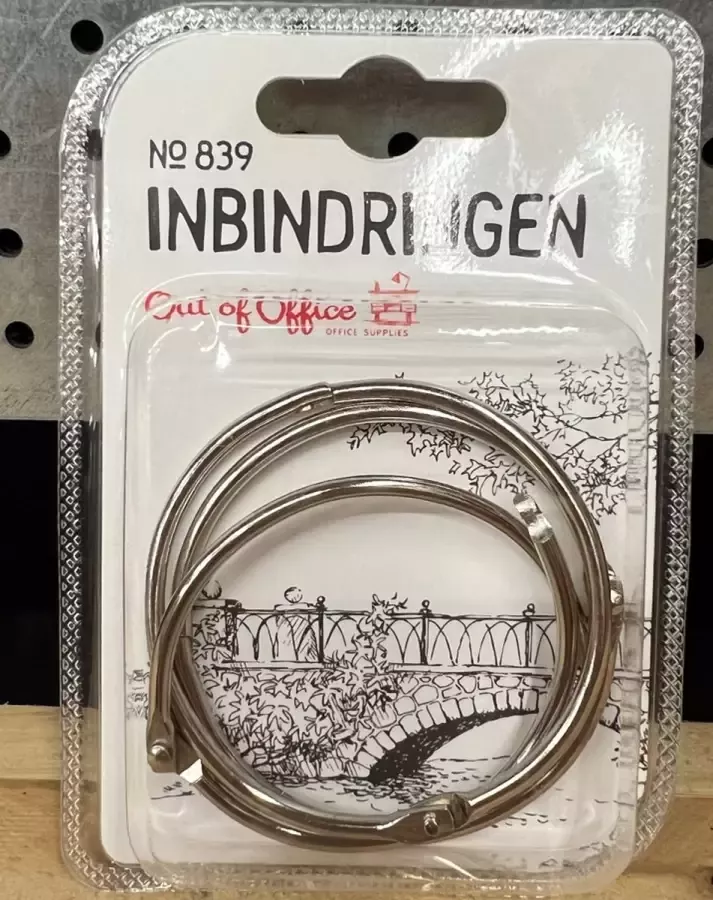 № 839
INBINDRINGEN
Out of Office
OFFICE SUPPLIES